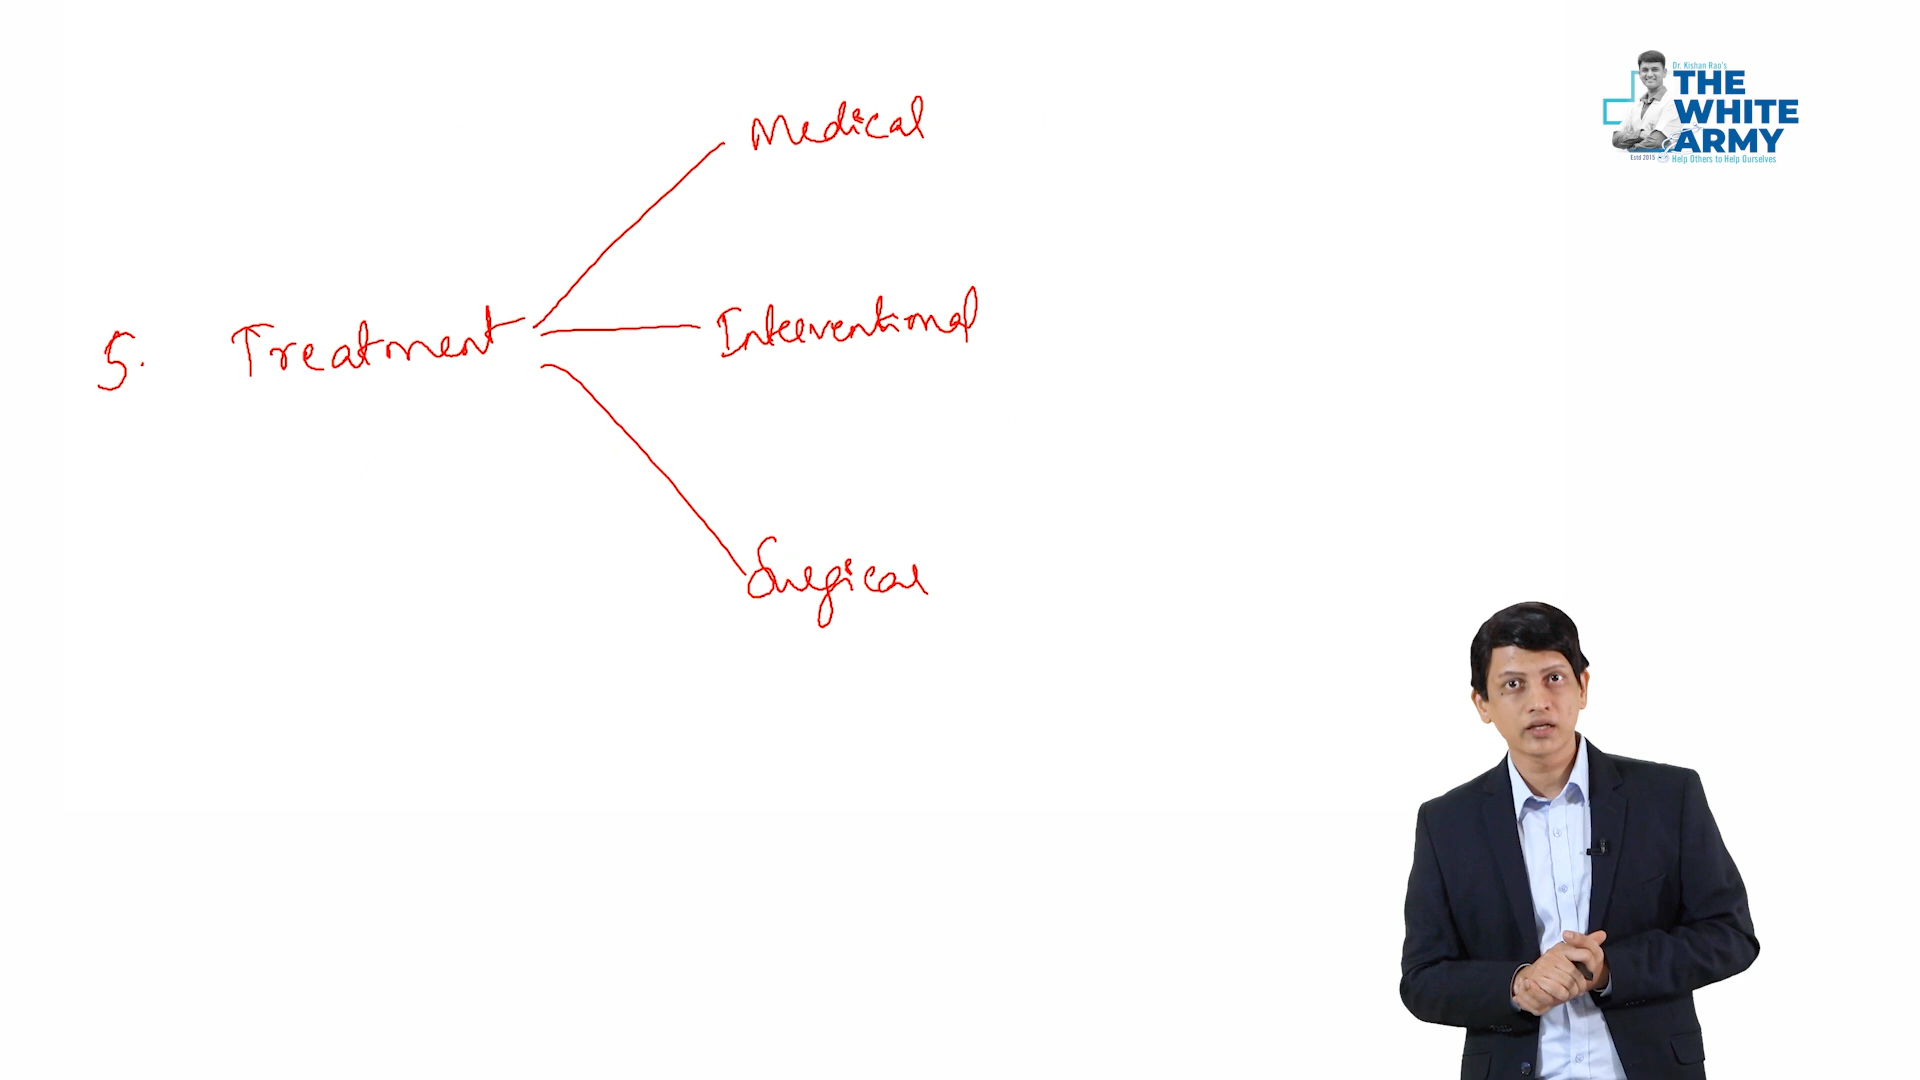 Medical
5. Treatment
Interventional
Surgical
Dr. Kishan Rao's
THE
WHITE
ARMY
Estd 2015
Help Others to Help Ourselves